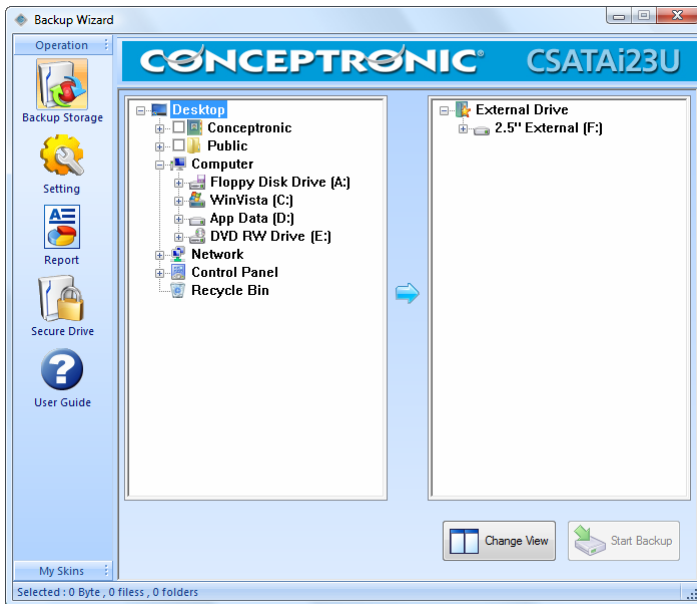 Backup Wizard
Operation
CONCEPTRONIC® CSATAi23U
Backup Storage
Setting
Report
Secure Drive
User Guide
Desktop
Conceptronic
Public
Computer
Floppy Disk Drive (A:)
WinVista (C:)
App Data (D:)
DVD RW Drive (E:)
Network
Control Panel
Recycle Bin
External Drive
2.5" External (F:)
Change View
Start Backup
My Skins
Selected : 0 Byte , 0 filess , 0 folders